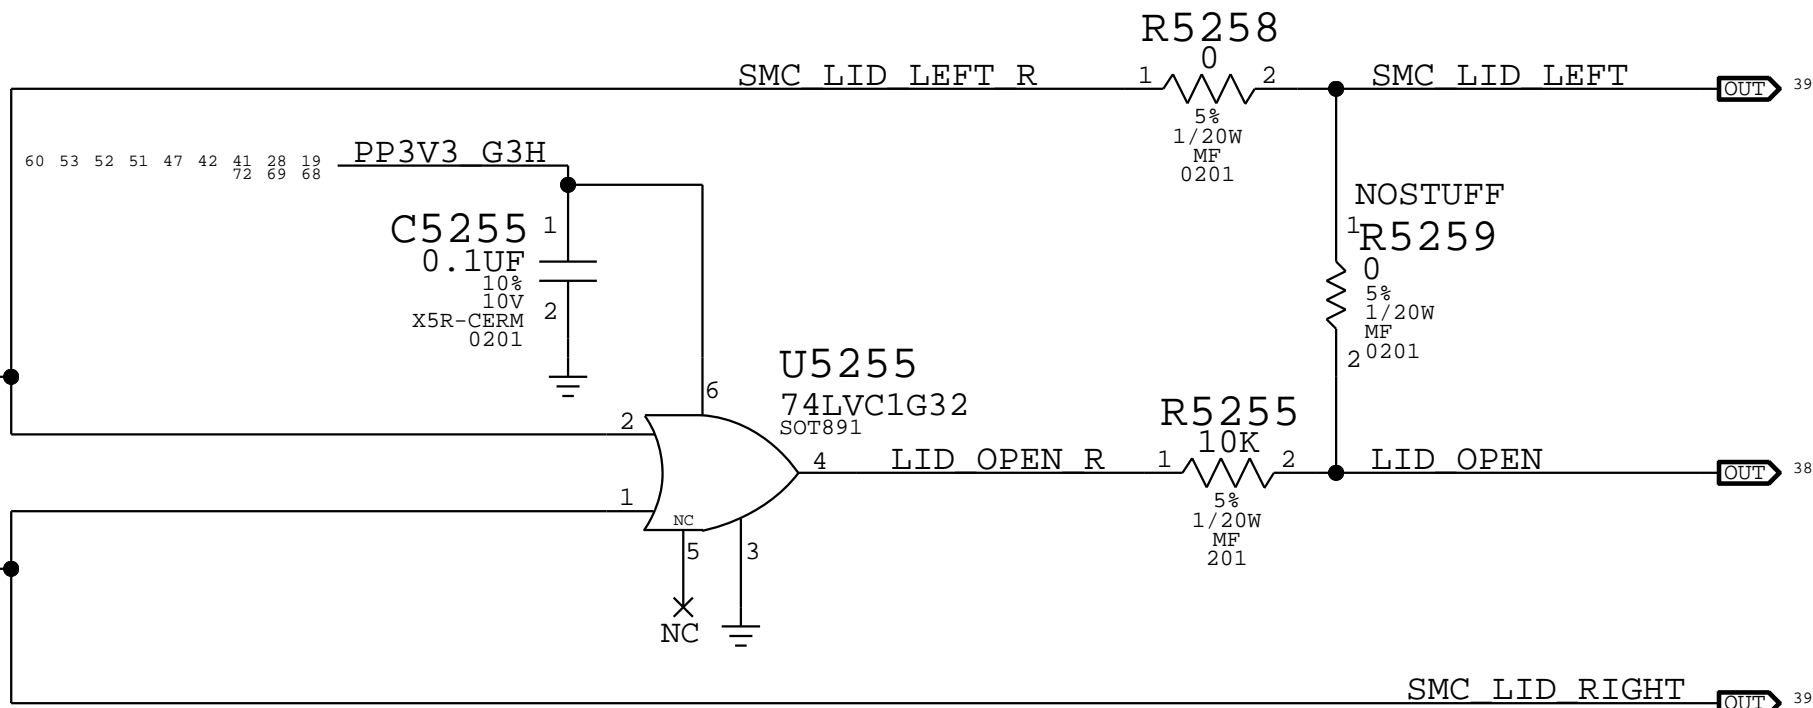 R5258
0
SMC_LID_LEFT_R
1
2
SMC_LID_LEFT
OUT
39
5%
1/20W
MF
0201
60 53 52 51 47 42 41 28 19
72 69 68
PP3V3_G3H
C5255
1
0.1UF
10%
10V
2
X5R-CERM
0201
NOSTUFF
1
R5259
0
5%
1/20W
MF
2
0201
U5255
74LVC1G32
SOT891
6
2
1
4
NC
5
3
NC
LID_OPEN_R
R5255
10K
1
2
5%
1/20W
MF
201
LID_OPEN
OUT
38
SMC_LID_RIGHT
OUT
39